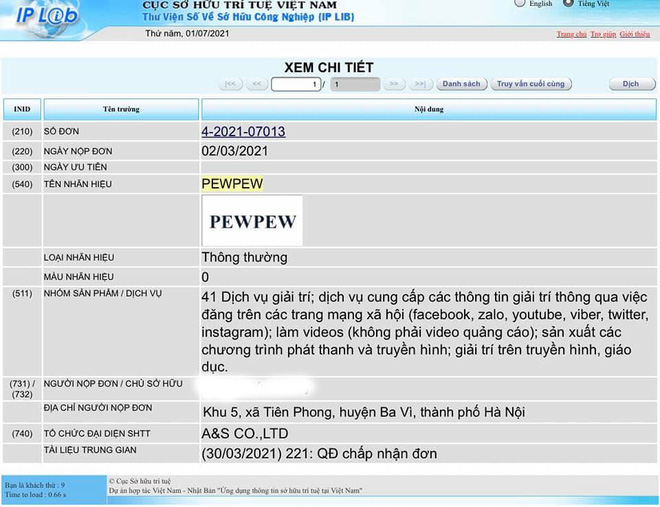 IP L@b
CỤC SỞ HỮU TRÍ TUỆ VIỆT NAM
Thư Viện Số Về Sở Hữu Công Nghiệp (IP LIB)
English Tiếng Việt
Thứ năm, 01/07/2021
Trang chủ Trợ giúp Giới thiệu
XEM CHI TIẾT
|<< << 1 / 1 >> >>| Danh sách Truy vấn cuối cùng Dịch
INID Tên trường Nội dung
(210) SỐ ĐƠN 4-2021-07013
(220) NGÀY NỘP ĐƠN 02/03/2021
(300) NGÀY ƯU TIÊN
(540) TÊN NHÃN HIỆU PEWPEW
PEWPEW
LOẠI NHÃN HIỆU Thông thường
MÀU NHÃN HIỆU 0
(511) NHÓM SẢN PHẨM / DỊCH VỤ 41 Dịch vụ giải trí; dịch vụ cung cấp các thông tin giải trí thông qua việc
đăng trên các trang mạng xã hội (facebook, zalo, youtube, viber, twitter,
instagram); làm videos (không phải video quảng cáo); sản xuất các
chương trình phát thanh và truyền hình; giải trí trên truyền hình, giáo
dục.
(731) / NGƯỜI NỘP ĐƠN / CHỦ SỞ HỮU
(732)
ĐỊA CHỈ NGƯỜI NỘP ĐƠN Khu 5, xã Tiên Phong, huyện Ba Vì, thành phố Hà Nội
(740) TỔ CHỨC ĐẠI DIỆN SHTT A&S CO.,LTD
TÀI LIỆU TRUNG GIAN (30/03/2021) 221: QĐ chấp nhận đơn
Bạn là khách thứ : 9
Time to load : 0.66 s
© Cục Sở hữu trí tuệ
Dự án hợp tác Việt Nam - Nhật Bản "Ứng dụng thông tin sở hữu trí tuệ tại Việt Nam"